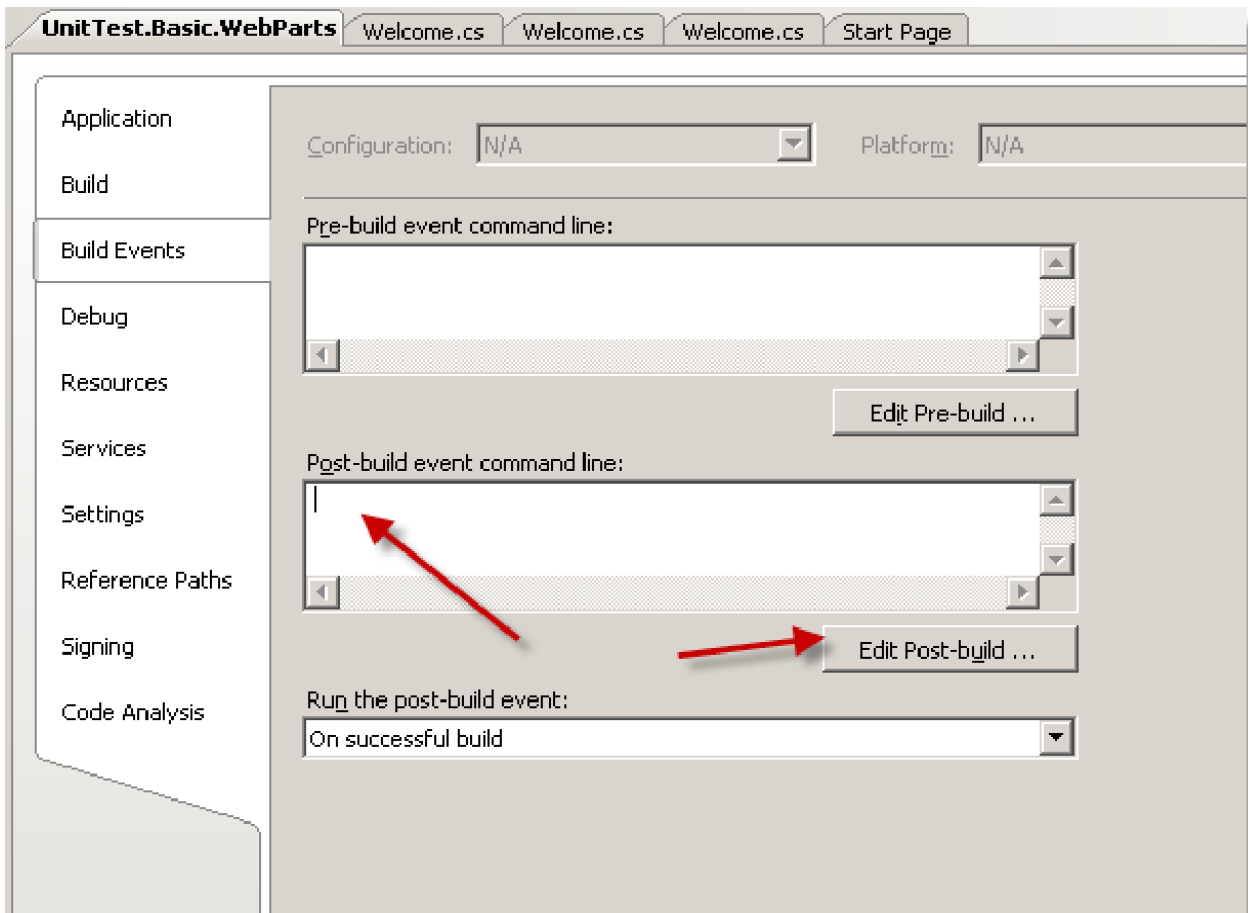 UnitTest.Basic.WebParts Welcome.cs Welcome.cs Welcome.cs Start Page
Application
Build
Build Events
Debug
Resources
Services
Settings
Reference Paths
Signing
Code Analysis
Configuration: N/A Platform: N/A
Pre-build event command line:
Edit Pre-build ...
Post-build event command line:
Edit Post-build ...
Run the post-build event:
On successful build